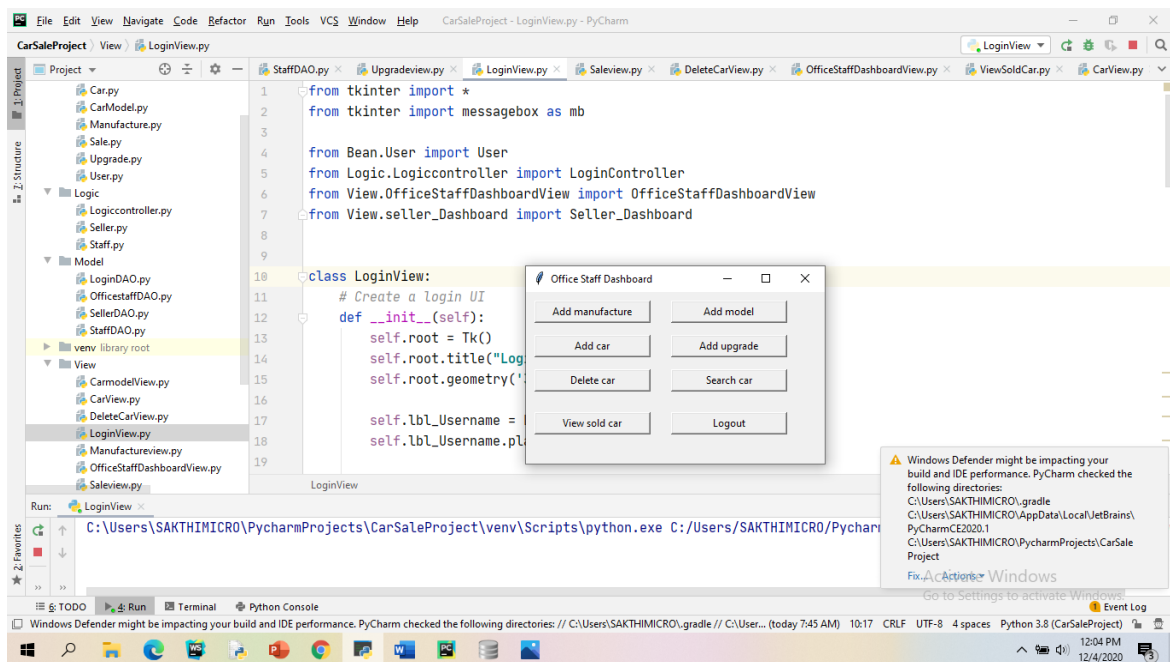 File Edit View Navigate Code Refactor Run Tools VCS Window Help CarSaleProject - LoginView.py - PyCharm
CarSaleProject View LoginView.py LoginView
Project StaffDAO.py Upgradeview.py LoginView.py Saleview.py DeleteCarView.py OfficeStaffDashboardView.py ViewSoldCar.py CarView.py
1: Project
Z: Structure
2: Favorites
Car.py
CarModel.py
Manufacture.py
Sale.py
Upgrade.py
User.py
Logic
Logiccontroller.py
Seller.py
Staff.py
Model
LoginDAO.py
OfficestaffDAO.py
SellerDAO.py
StaffDAO.py
venv library root
View
CarmodelView.py
CarView.py
DeleteCarView.py
LoginView.py
Manufactureview.py
OfficeStaffDashboardView.py
Saleview.py
1 from tkinter import *
2 from tkinter import messagebox as mb
3
4 from Bean.User import User
5 from Logic.Logiccontroller import LoginController
6 from View.OfficeStaffDashboardView import OfficeStaffDashboardView
7 from View.seller_Dashboard import Seller_Dashboard
8
9
10 class LoginView:
11 # Create a login UI
12 def __init__(self):
13 self.root = Tk()
14 self.root.title("Log
15 self.root.geometry('
16
17 self.lbl_Username =
18 self.lbl_Username.pl
19
LoginView
Office Staff Dashboard
Add manufacture Add model
Add car Add upgrade
Delete car Search car
View sold car Logout
Windows Defender might be impacting your
build and IDE performance. PyCharm checked the
following directories:
C:\Users\SAKTHIMICRO\.gradle
C:\Users\SAKTHIMICRO\AppData\Local\JetBrains\
PyCharmCE2020.1
C:\Users\SAKTHIMICRO\PycharmProjects\CarSale
Project
Fix... Actions
Activate Windows
Go to Settings to activate Windows.
Run: LoginView
C:\Users\SAKTHIMICRO\PycharmProjects\CarSaleProject\venv\Scripts\python.exe C:/Users/SAKTHIMICRO/Pychar
6: TODO 4: Run Terminal Python Console 1 Event Log
Windows Defender might be impacting your build and IDE performance. PyCharm checked the following directories: // C:\Users\SAKTHIMICRO\.gradle // C:\User... (today 7:45 AM) 10:17 CRLF UTF-8 4 spaces Python 3.8 (CarSaleProject)
12:04 PM
12/4/2020
3